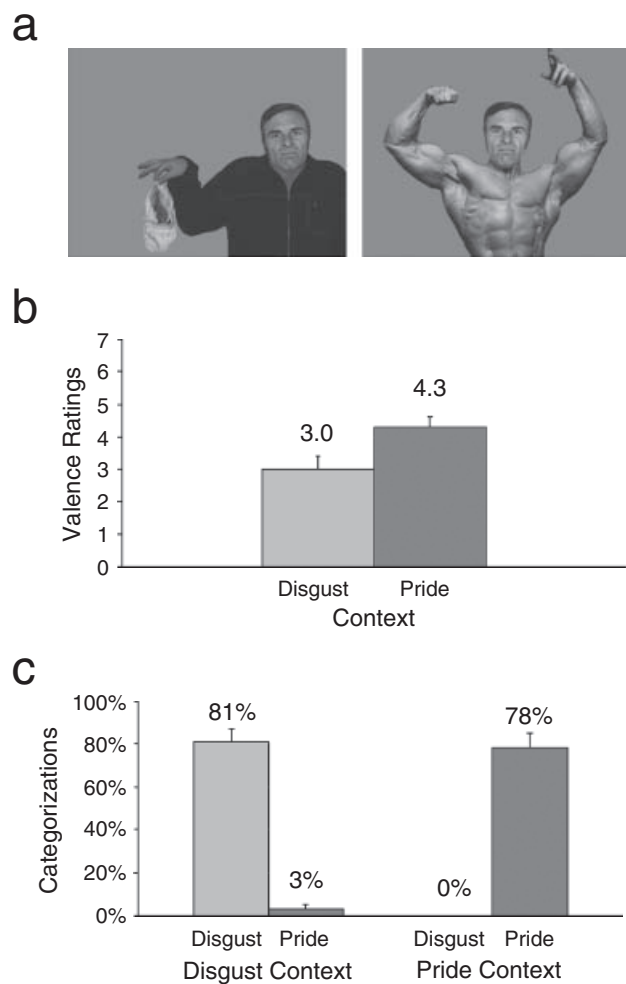 a
b
Valence Ratings
7
6
5
4
3
2
1
0
3.0
4.3
Disgust Pride
Context
c
Categorizations
100%
80%
60%
40%
20%
0%
81%
3%
0%
78%
Disgust Pride Disgust Pride
Disgust Context Pride Context